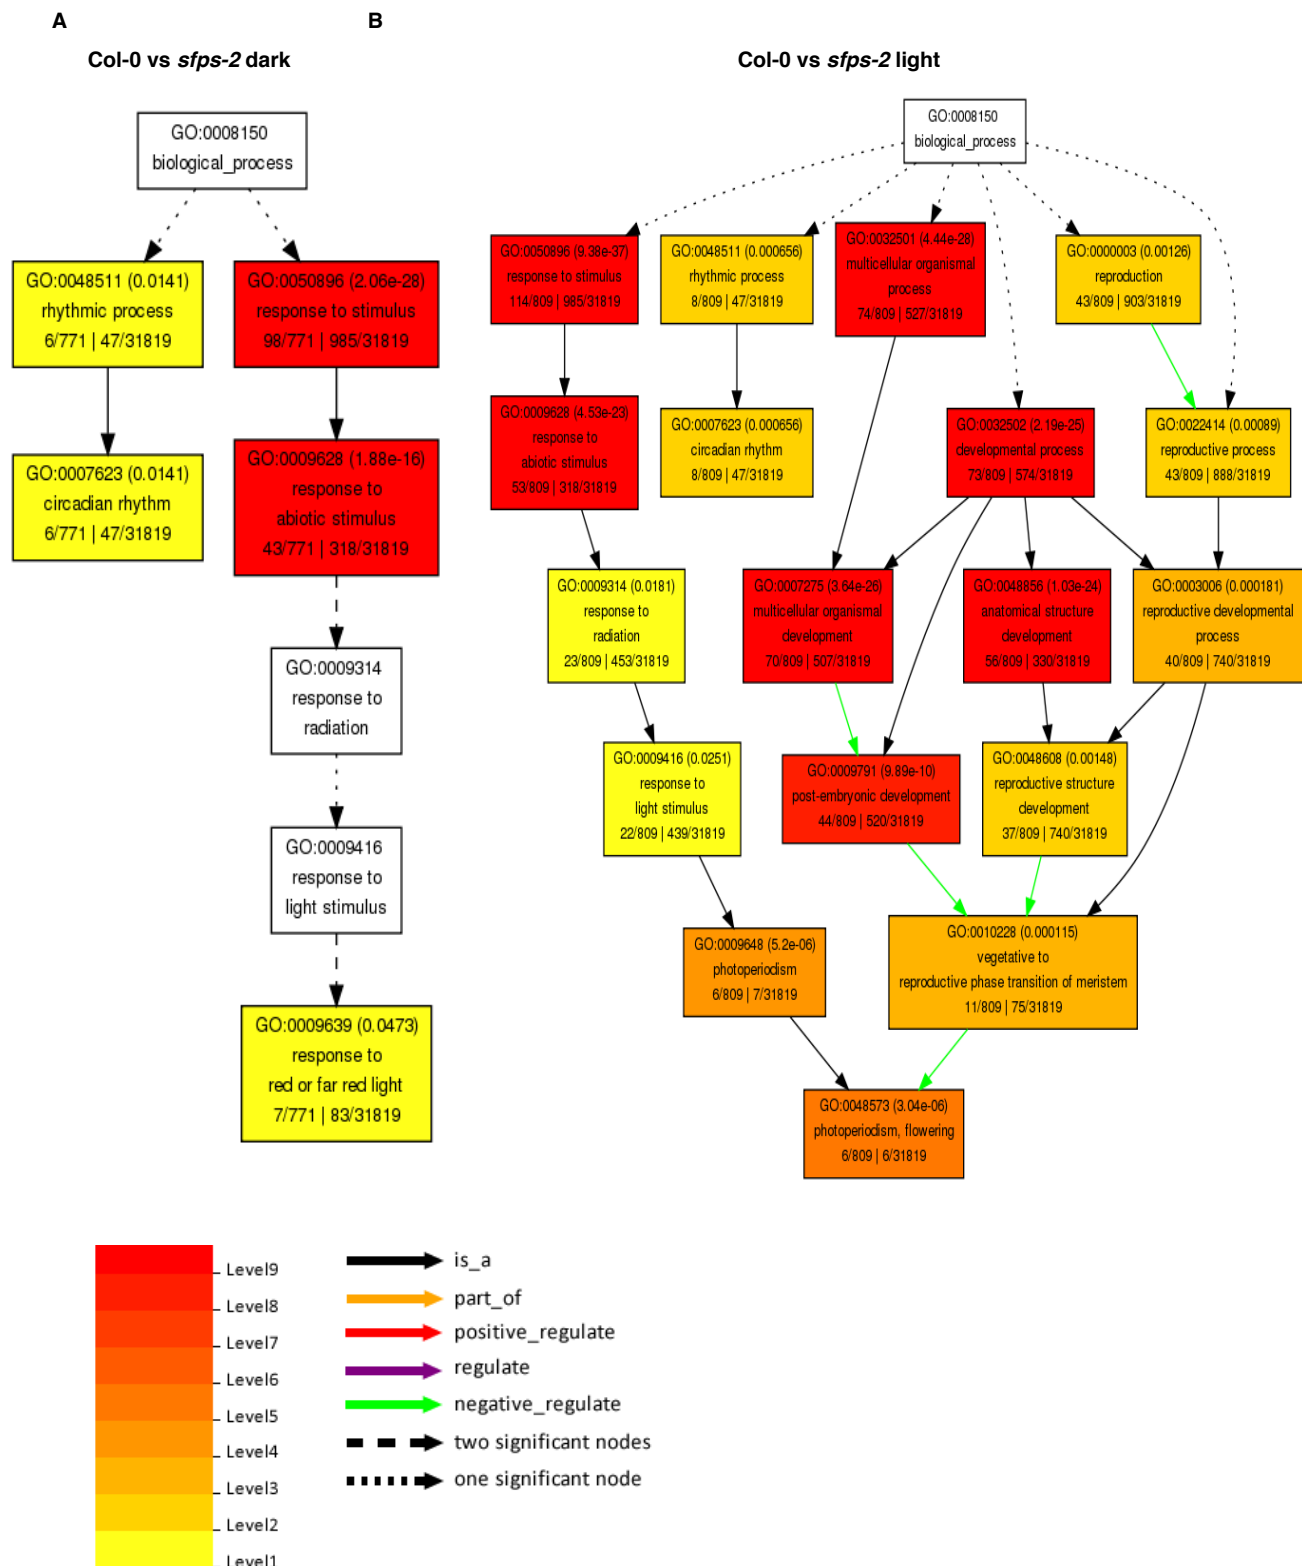 A
B
Col-0 vs sfps-2 dark
Col-0 vs sfps-2 light
GO:0008150
biological_process
GO:0048511 (0.0141)
rhythmic process
6/771 | 47/31819
GO:0050896 (2.06e-28)
response to stimulus
98/771 | 985/31819
GO:0007623 (0.0141)
circadian rhythm
6/771 | 47/31819
GO:0009628 (1.88e-16)
response to
abiotic stimulus
43/771 | 318/31819
GO:0009314
response to
radiation
GO:0009416
response to
light stimulus
GO:0009639 (0.0473)
response to
red or far red light
7/771 | 83/31819
GO:0008150
biological_process
GO:0050896 (9.38e-37)
response to stimulus
114/809 | 985/31819
GO:0048511 (0.000656)
rhythmic process
8/809 | 47/31819
GO:0032501 (4.44e-28)
multicellular organismal
process
74/809 | 527/31819
GO:0000003 (0.00126)
reproduction
43/809 | 903/31819
GO:0009628 (4.53e-23)
response to
abiotic stimulus
53/809 | 318/31819
GO:0007623 (0.000656)
circadian rhythm
8/809 | 47/31819
GO:0032502 (2.19e-25)
developmental process
73/809 | 574/31819
GO:0022414 (0.00089)
reproductive process
43/809 | 888/31819
GO:0009314 (0.0181)
response to
radiation
23/809 | 453/31819
GO:0007275 (3.64e-26)
multicellular organismal
development
70/809 | 507/31819
GO:0048856 (1.03e-24)
anatomical structure
development
56/809 | 330/31819
GO:0003006 (0.000181)
reproductive developmental
process
40/809 | 740/31819
GO:0009416 (0.0251)
response to
light stimulus
22/809 | 439/31819
GO:0009791 (9.89e-10)
post-embryonic development
44/809 | 520/31819
GO:0048608 (0.00148)
reproductive structure
development
37/809 | 740/31819
GO:0009648 (5.2e-06)
photoperiodism
6/809 | 7/31819
GO:0010228 (0.000115)
vegetative to
reproductive phase transition of meristem
11/809 | 75/31819
GO:0048573 (3.04e-06)
photoperiodism, flowering
6/809 | 6/31819
Level9
Level8
Level7
Level6
Level5
Level4
Level3
Level2
Level1
is_a
part_of
positive_regulate
regulate
negative_regulate
two significant nodes
one significant node